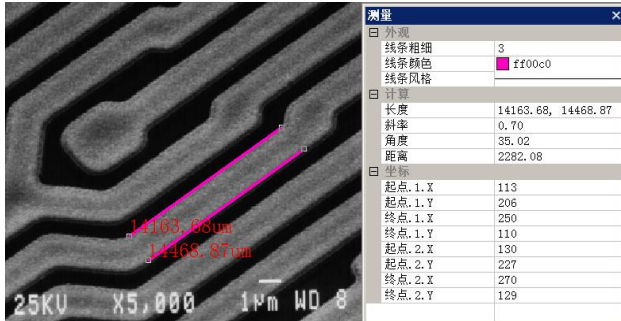 14163.68um
14468.87um
25KV X5,000 1μm WD 8
测量
外观
线条粗细 3
线条颜色 ff00c0
线条风格
计算
长度 14163.68, 14468.87
斜率 0.70
角度 35.02
距离 2282.08
坐标
起点.1.X 113
起点.1.Y 206
终点.1.X 250
终点.1.Y 110
起点.2.X 130
起点.2.Y 227
终点.2.X 270
终点.2.Y 129